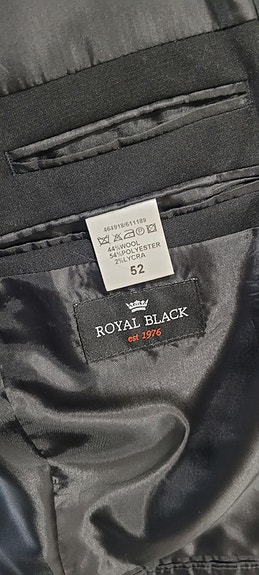 464918/611189
44%WOOL
54%POLYESTER
2%LYCRA
52
ROYAL BLACK
est 1976